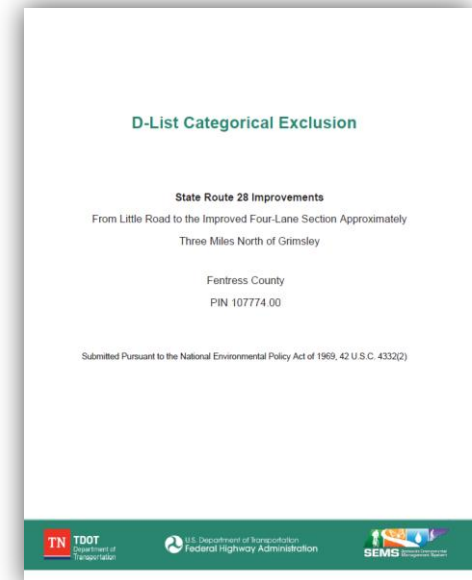 D-List Categorical Exclusion
State Route 28 Improvements
From Little Road to the Improved Four-Lane Section Approximately
Three Miles North of Grimsley
Fentress County
PIN 107774.00
Submitted Pursuant to the National Environmental Policy Act of 1969, 42 U.S.C. 4332(2)
TN
TDOT
Department of
Transportation
U.S. Department of Transportation
Federal Highway Administration
SEMS